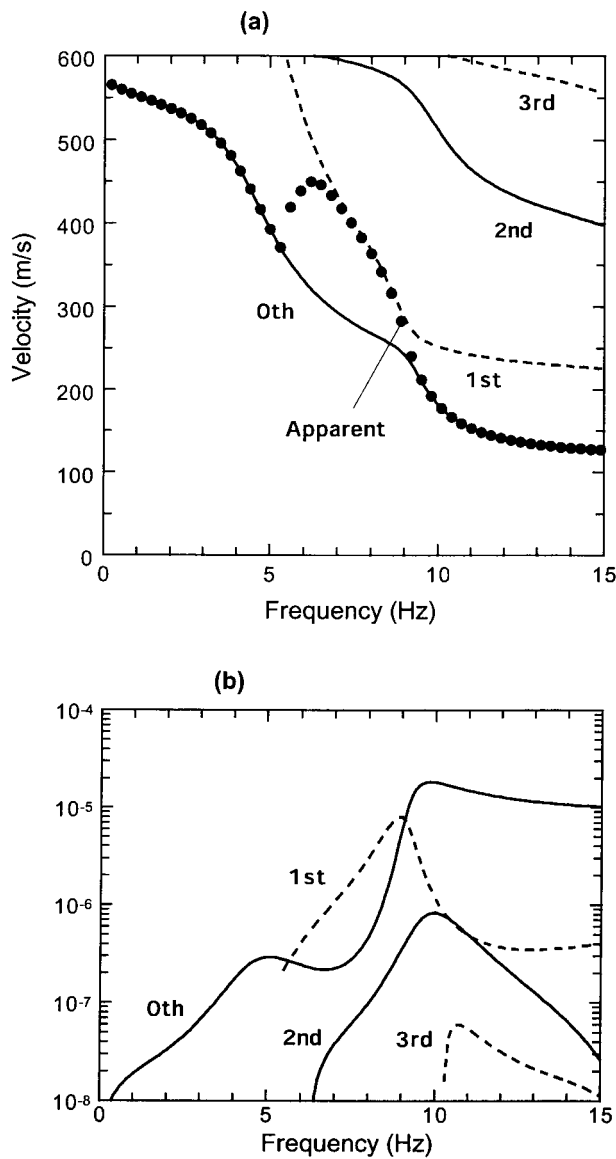 (a)
600
500
400
300
200
100
0
Velocity (m/s)
3rd
2nd
0th
1st
Apparent
0 5 10 15
Frequency (Hz)
(b)
10-4
10-5
10-6
10-7
10-8
1st
0th
2nd
3rd
0 5 10 15
Frequency (Hz)